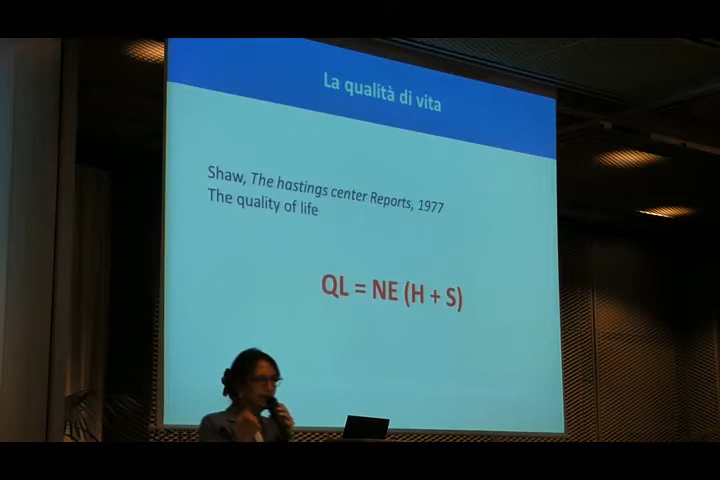 La qualità di vita
Shaw, The hastings center Reports, 1977
The quality of life
QL = NE (H + S)